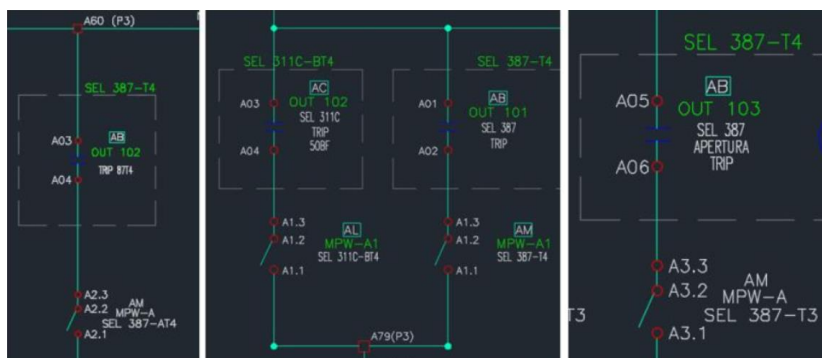 A60 (P3)
SEL 387-T4
A03
AB
OUT 102
TRIP 87T4
A04
A2.3
A2.2
A2.1
AM
MPW-A
SEL 387-AT4
SEL 311C-BT4
A03
AC
OUT 102
SEL 311C
TRIP
50BF
A04
A1.3
A1.2
A1.1
AL
MPW-A1
SEL 311C-BT4
SEL 387-T4
A01
AB
OUT 101
SEL 387
TRIP
A02
A1.3
A1.2
A1.1
AM
MPW-A1
SEL 387-T4
A79(P3)
SEL 387-T4
A05
AB
OUT 103
SEL 387
APERTURA
TRIP
A06
T3
A3.3
A3.2
A3.1
AM
MPW-A
SEL 387-T3